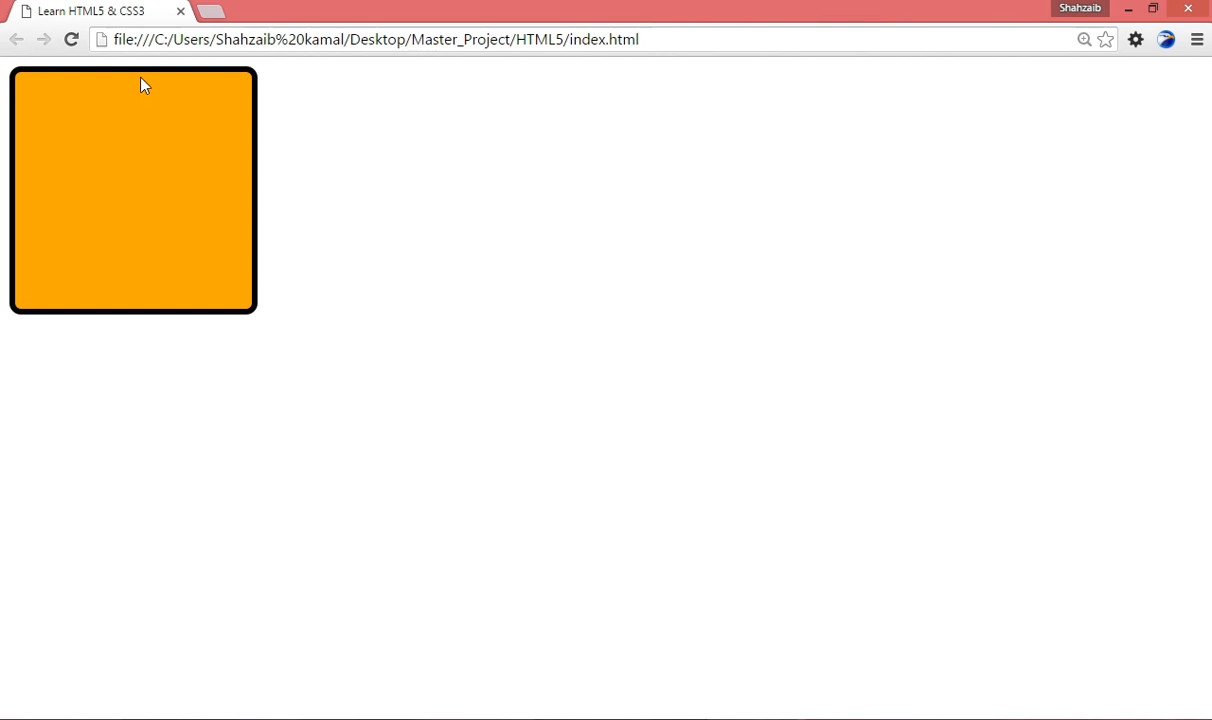 Learn HTML5 & CSS3
Shahzaib
file:///C:/Users/Shahzaib%20kamal/Desktop/Master_Project/HTML5/index.html